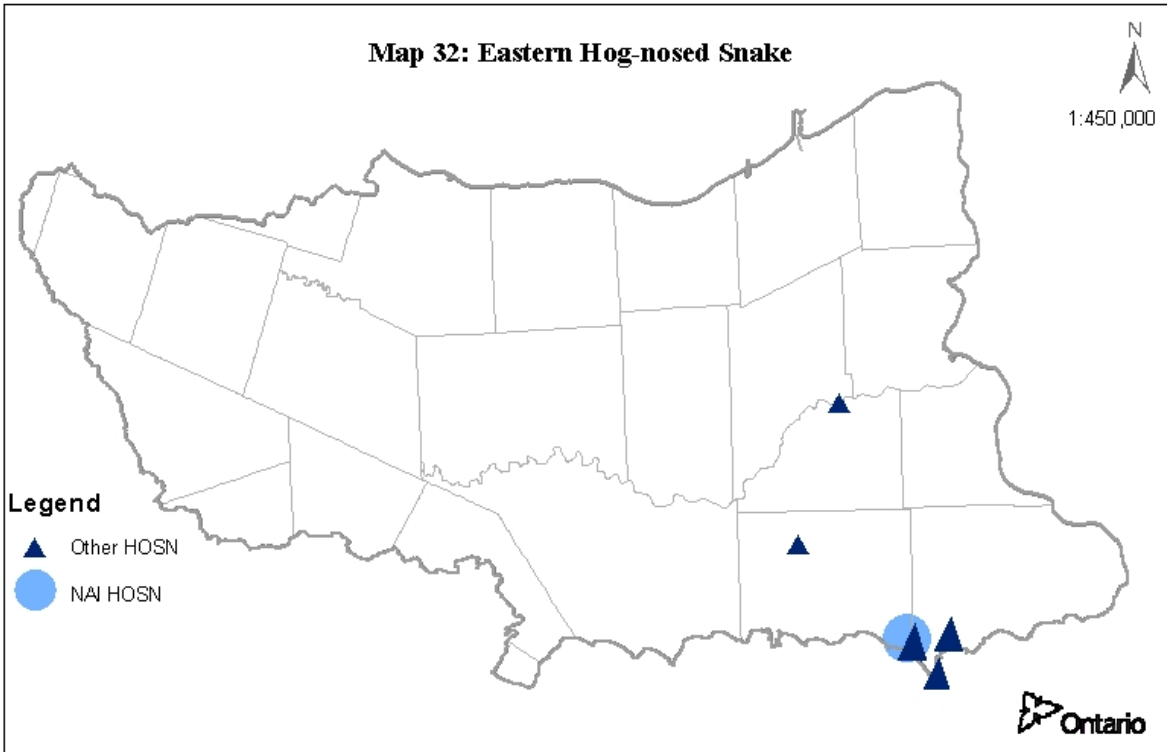 Map 32: Eastern Hog-nosed Snake
N
1:450,000
Legend
Other HOSN
NAI HOSN
Ontario